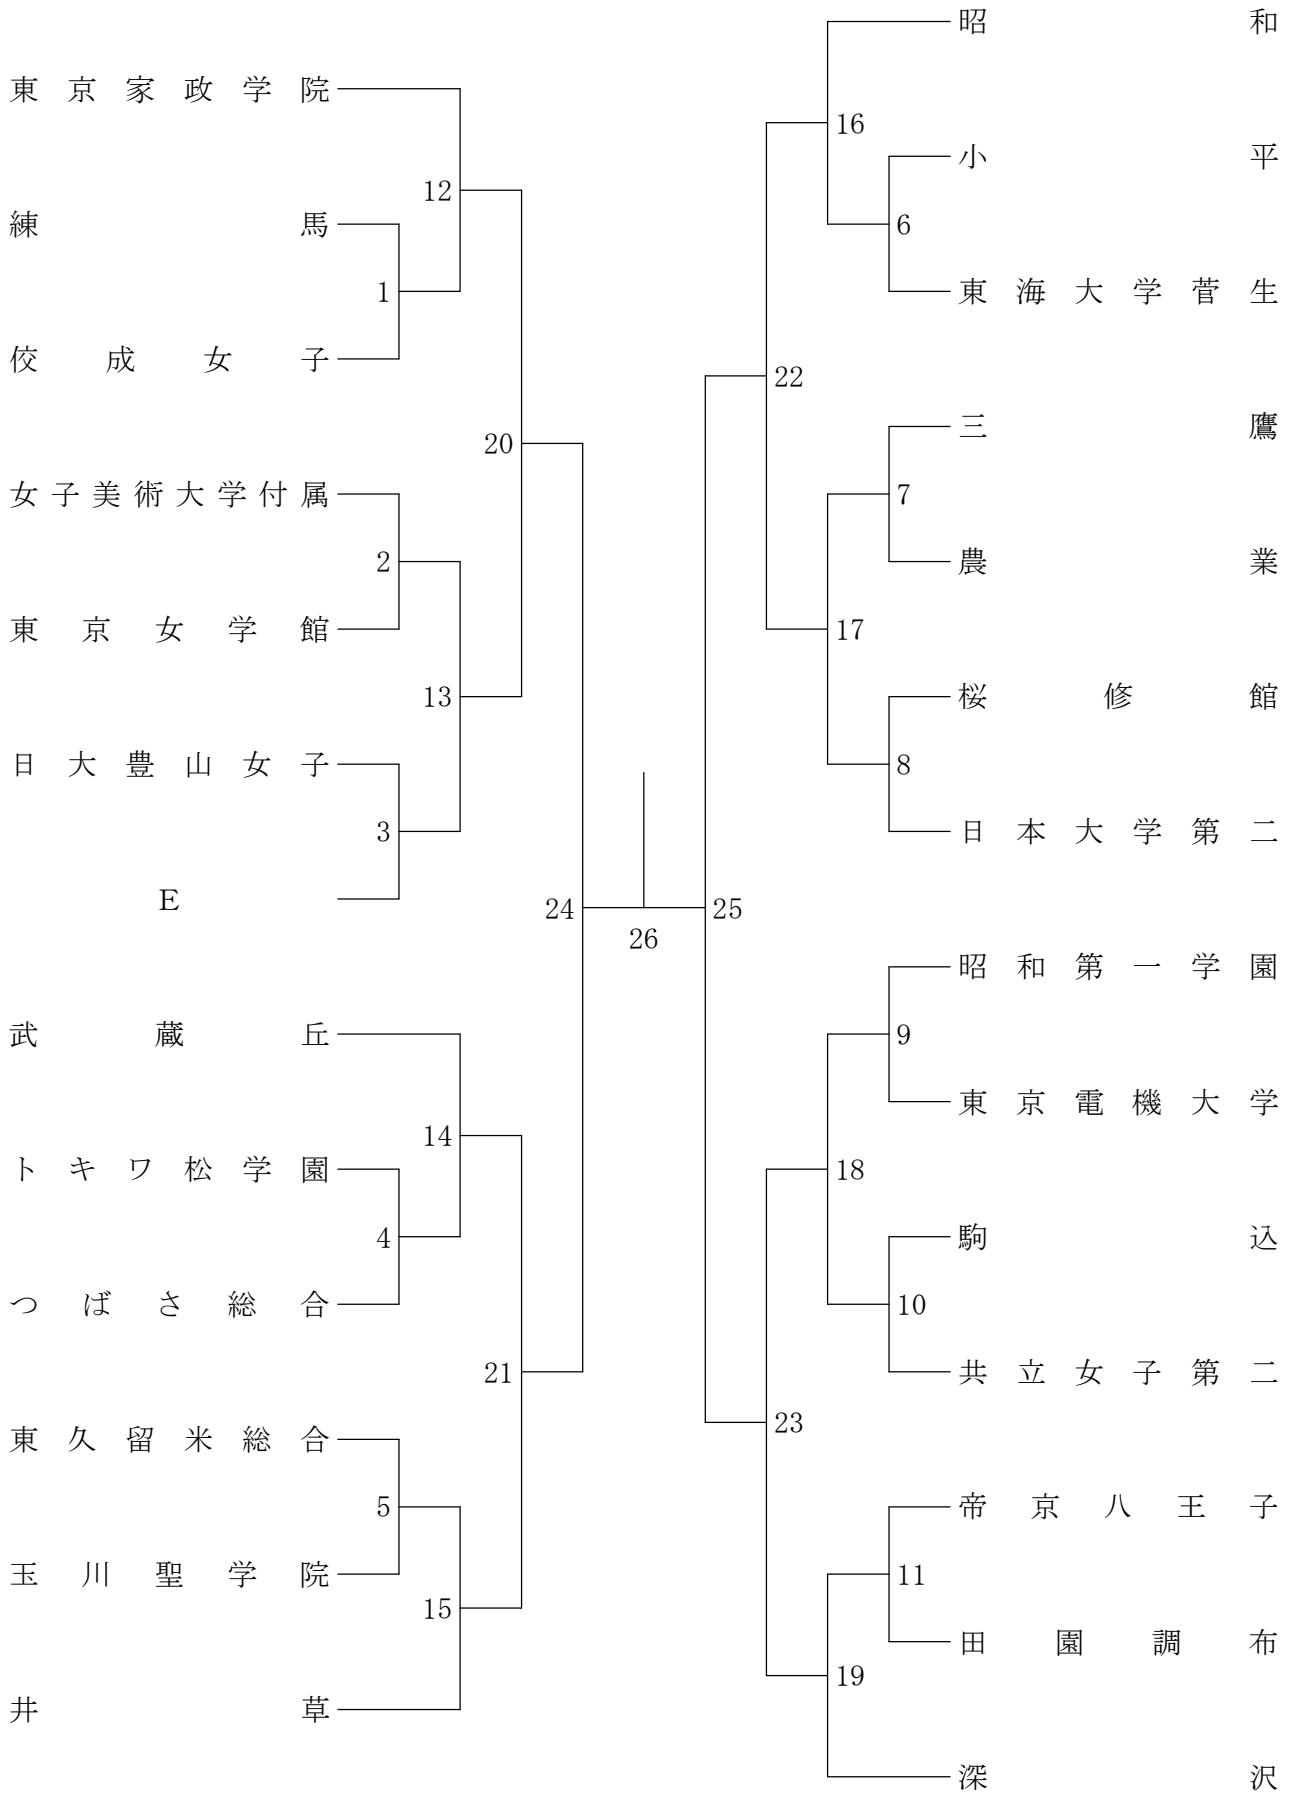 東京家政学院
12
練馬
1
佼成女子
20
女子美術大学付属
2
東京女学館
13
日大豊山女子
3
E
24
武蔵丘
14
トキワ松学園
4
つばさ総合
21
東久留米総合
5
玉川聖学院
15
井草
26
昭和
16
小平
6
東海大学菅生
22
三鷹
7
農業
17
桜修館
8
日本大学第二
25
昭和第一学園
9
東京電機大学
18
駒込
10
共立女子第二
23
帝京八王子
11
田園調布
19
深沢